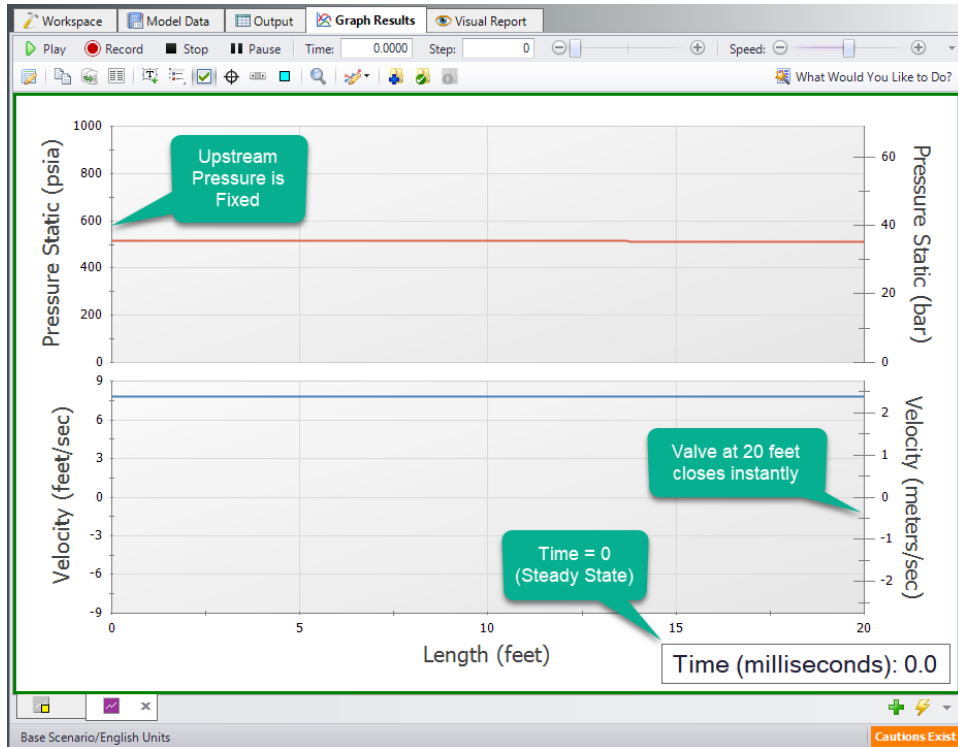 Workspace Model Data Output Graph Results Visual Report
Play Record Stop Pause Time: 0.0000 Step: 0 Speed:
What Would You Like to Do?
1000
800
600
400
200
0
Pressure Static (psia)
Upstream
Pressure is
Fixed
60
40
20
0
Pressure Static (bar)
9
6
3
0
-3
-6
-9
Velocity (feet/sec)
Valve at 20 feet
closes instantly
2
1
0
-1
-2
Velocity (meters/sec)
Time = 0
(Steady State)
0 5 10 15 20
Length (feet)
Time (milliseconds): 0.0
Base Scenario/English Units
Cautions Exist